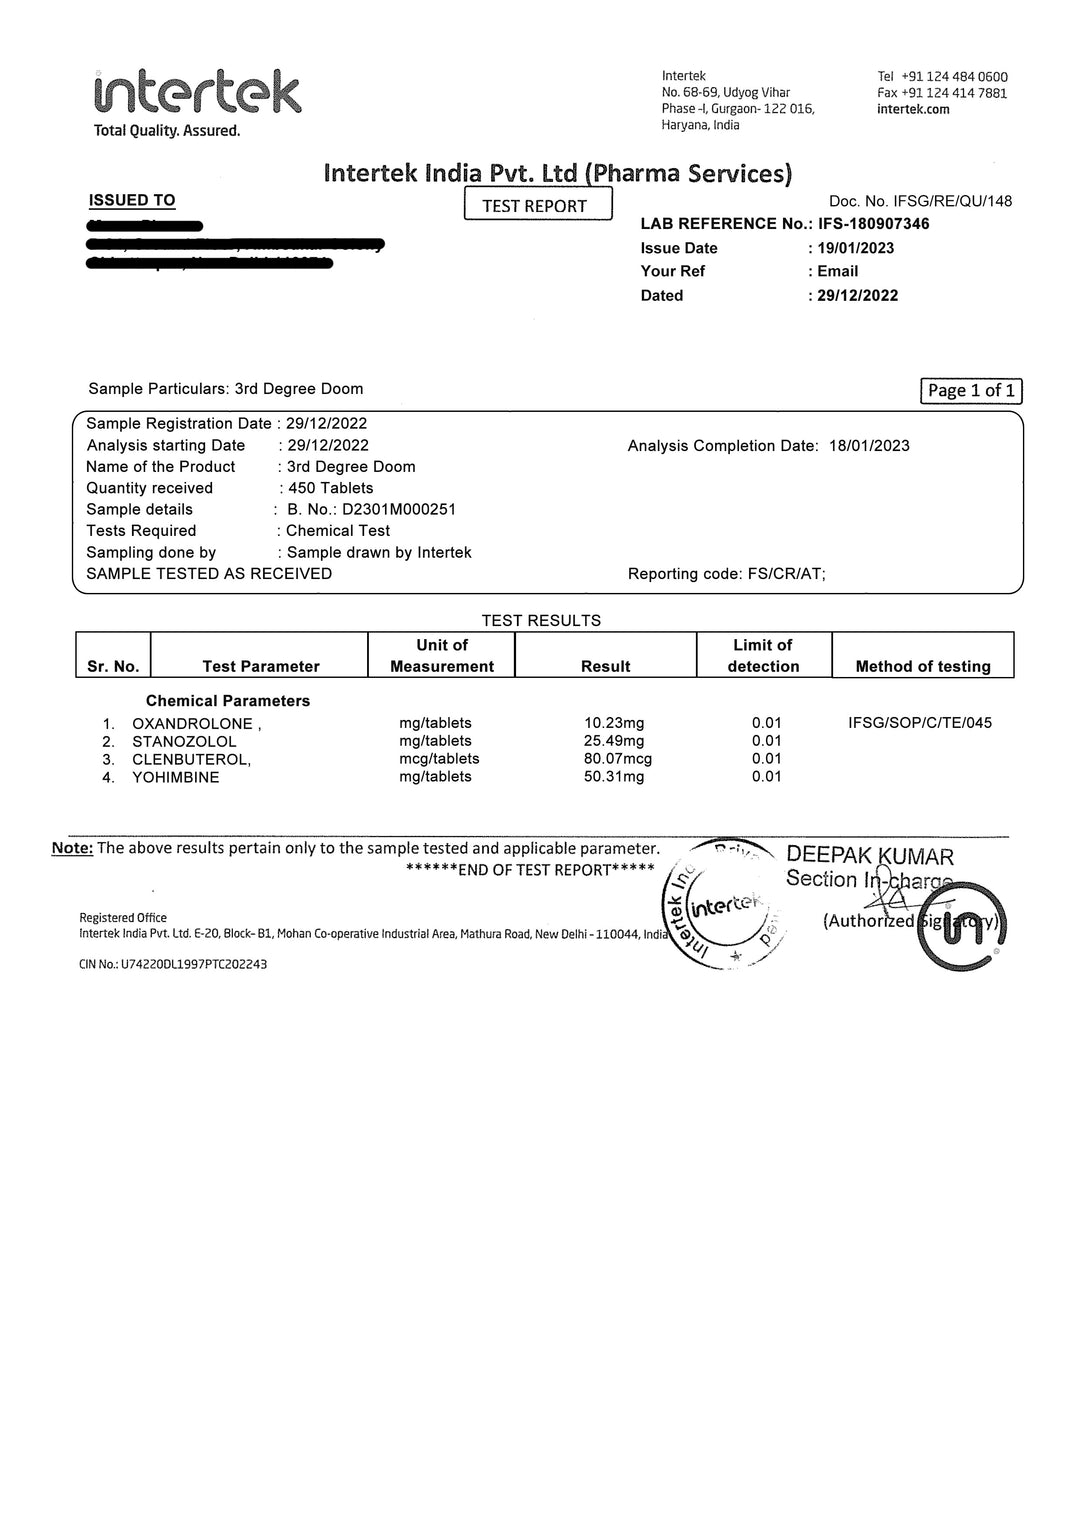 intertek
Total Quality. Assured.
Intertek
No. 68-69, Udyog Vihar
Phase -I, Gurgaon- 122 016,
Haryana, India
Tel +91 124 484 0600
Fax +91 124 414 7881
intertek.com
Intertek India Pvt. Ltd (Pharma Services)
ISSUED TO
TEST REPORT
Doc. No. IFSG/RE/QU/148
LAB REFERENCE No.: IFS-180907346
Issue Date : 19/01/2023
Your Ref : Email
Dated : 29/12/2022
Sample Particulars: 3rd Degree Doom
Page 1 of 1
Sample Registration Date : 29/12/2022
Analysis starting Date : 29/12/2022 Analysis Completion Date: 18/01/2023
Name of the Product : 3rd Degree Doom
Quantity received : 450 Tablets
Sample details : B. No.: D2301M000251
Tests Required : Chemical Test
Sampling done by : Sample drawn by Intertek
SAMPLE TESTED AS RECEIVED Reporting code: FS/CR/AT;
TEST RESULTS
Sr. No. Test Parameter Unit of Measurement Result Limit of detection Method of testing
Chemical Parameters
1. OXANDROLONE , mg/tablets 10.23mg 0.01 IFSG/SOP/C/TE/045
2. STANOZOLOL mg/tablets 25.49mg 0.01
3. CLENBUTEROL, mcg/tablets 80.07mcg 0.01
4. YOHIMBINE mg/tablets 50.31mg 0.01
Note: The above results pertain only to the sample tested and applicable parameter.
******END OF TEST REPORT*****
DEEPAK KUMAR
Section In-charge
(Authorized Signatory)
Intertek
intertek
Registered Office
Intertek India Pvt. Ltd. E-20, Block- B1, Mohan Co-operative Industrial Area, Mathura Road, New Delhi - 110044, India
CIN No.: U74220DL1997PTC202243